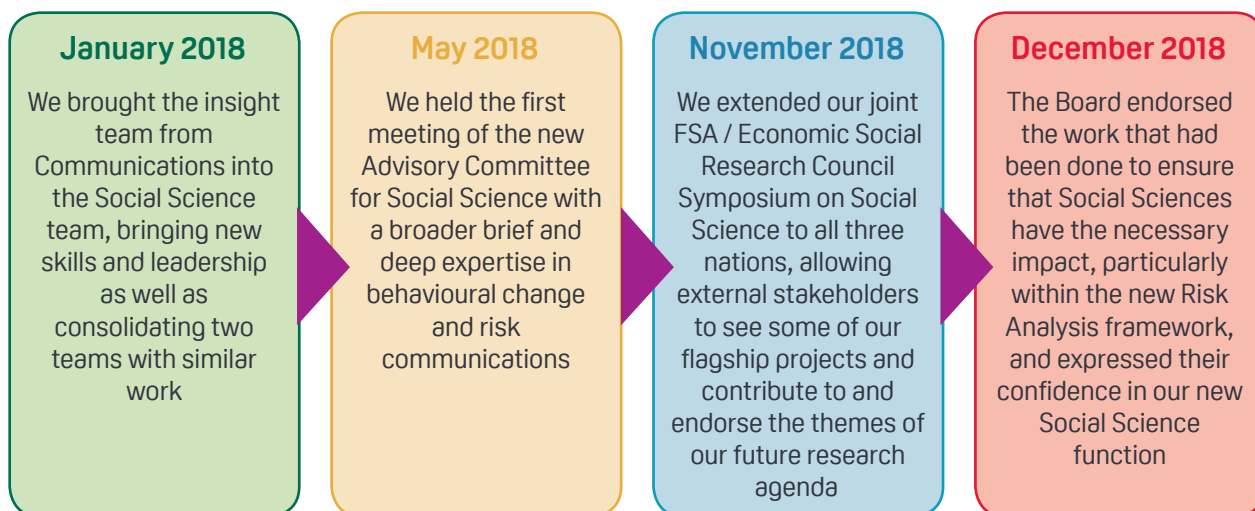 January 2018
We brought the insight
team from
Communications into
the Social Science
team, bringing new
skills and leadership
as well as
consolidating two
teams with similar
work
May 2018
We held the first
meeting of the new
Advisory Committee
for Social Science with
a broader brief and
deep expertise in
behavioural change
and risk
communications
November 2018
We extended our joint
FSA / Economic Social
Research Council
Symposium on Social
Science to all three
nations, allowing
external stakeholders
to see some of our
flagship projects and
contribute to and
endorse the themes of
our future research
agenda
December 2018
The Board endorsed
the work that had
been done to ensure
that Social Sciences
have the necessary
impact, particularly
within the new Risk
Analysis framework,
and expressed their
confidence in our new
Social Science
function